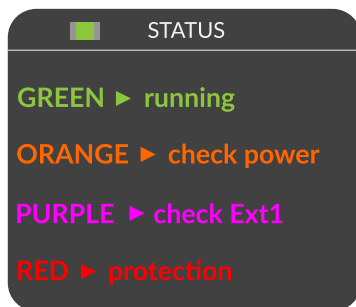 STATUS
GREEN ► running
ORANGE ► check power
PURPLE ► check Ext1
RED ► protection